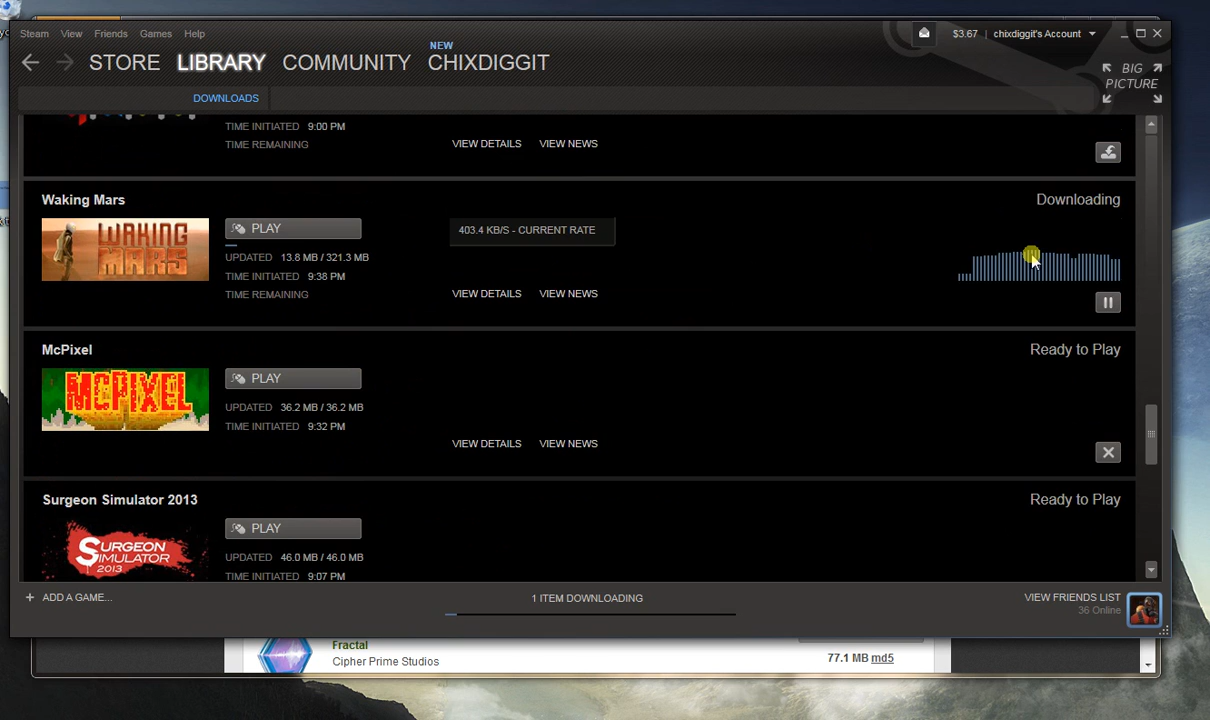 Steam View Friends Games Help
$3.67 | chixdiggit's Account
NEW
STORE LIBRARY COMMUNITY CHIXDIGGIT
BIG PICTURE
DOWNLOADS
TIME INITIATED 9:00 PM
TIME REMAINING
VIEW DETAILS VIEW NEWS
Waking Mars
Downloading
WAKING MARS
PLAY
403.4 KB/S - CURRENT RATE
UPDATED 13.8 MB / 321.3 MB
TIME INITIATED 9:38 PM
TIME REMAINING
VIEW DETAILS VIEW NEWS
McPixel
Ready to Play
MCPIXEL
PLAY
UPDATED 36.2 MB / 36.2 MB
TIME INITIATED 9:32 PM
VIEW DETAILS VIEW NEWS
Surgeon Simulator 2013
Ready to Play
SURGEON SIMULATOR 2013
PLAY
UPDATED 46.0 MB / 46.0 MB
TIME INITIATED 9:07 PM
+ ADD A GAME...
1 ITEM DOWNLOADING
VIEW FRIENDS LIST
36 Online
Fractal
Cipher Prime Studios
77.1 MB md5